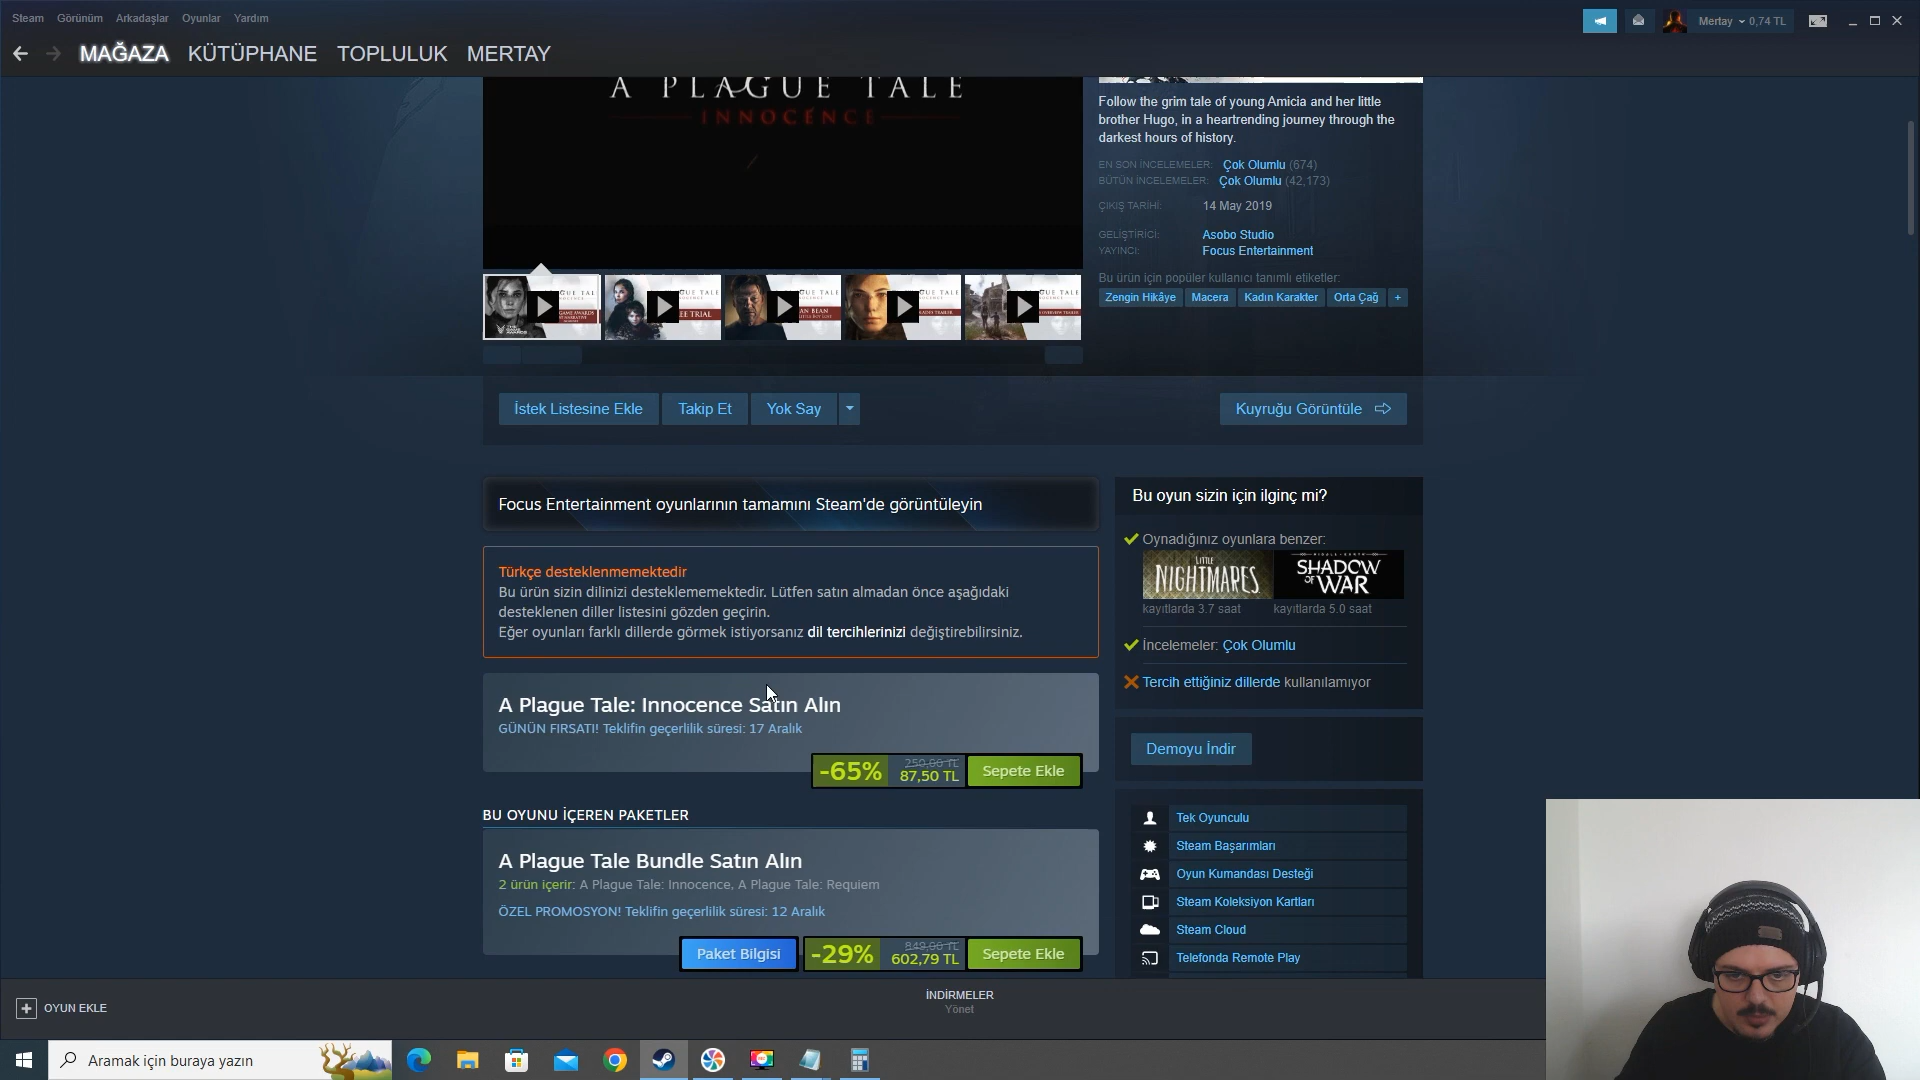 Steam Görünüm Arkadaşlar Oyunlar Yardım
Mertay 0,74 TL
MAĞAZA KÜTÜPHANE TOPLULUK MERTAY
A PLAGUE TALE
INNOCENCE
Follow the grim tale of young Amicia and her little
brother Hugo, in a heartrending journey through the
darkest hours of history.
EN SON İNCELEMELER: Çok Olumlu (674)
BÜTÜN İNCELEMELER: Çok Olumlu (42,173)
ÇIKIŞ TARİHİ: 14 May 2019
GELİŞTİRİCİ: Asobo Studio
YAYINCI: Focus Entertainment
Bu ürün için popüler kullanıcı tanımlı etiketler:
Zengin Hikâye Macera Kadın Karakter Orta Çağ +
İstek Listesine Ekle Takip Et Yok Say
Kuyruğu Görüntüle
Focus Entertainment oyunlarının tamamını Steam'de görüntüleyin
Türkçe desteklenmemektedir
Bu ürün sizin dilinizi desteklememektedir. Lütfen satın almadan önce aşağıdaki
desteklenen diller listesini gözden geçirin.
Eğer oyunları farklı dillerde görmek istiyorsanız dil tercihlerinizi değiştirebilirsiniz.
A Plague Tale: Innocence Satın Alın
GÜNÜN FIRSATI! Teklifin geçerlilik süresi: 17 Aralık
-65% 250,00 TL
87,50 TL
Sepete Ekle
BU OYUNU İÇEREN PAKETLER
A Plague Tale Bundle Satın Alın
2 ürün içerir: A Plague Tale: Innocence, A Plague Tale: Requiem
ÖZEL PROMOSYON! Teklifin geçerlilik süresi: 12 Aralık
Paket Bilgisi
-29% 849,00 TL
602,79 TL
Sepete Ekle
Bu oyun sizin için ilginç mi?
Oynadığınız oyunlara benzer:
LITTLE
NIGHTMARES
SHADOW
OF WAR
kayıtlarda 3.7 saat kayıtlarda 5.0 saat
İncelemeler: Çok Olumlu
Tercih ettiğiniz dillerde kullanılamıyor
Demoyu İndir
Tek Oyunculu
Steam Başarımları
Oyun Kumandası Desteği
Steam Koleksiyon Kartları
Steam Cloud
Telefonda Remote Play
OYUN EKLE
İNDİRMELER
Yönet
Aramak için buraya yazın